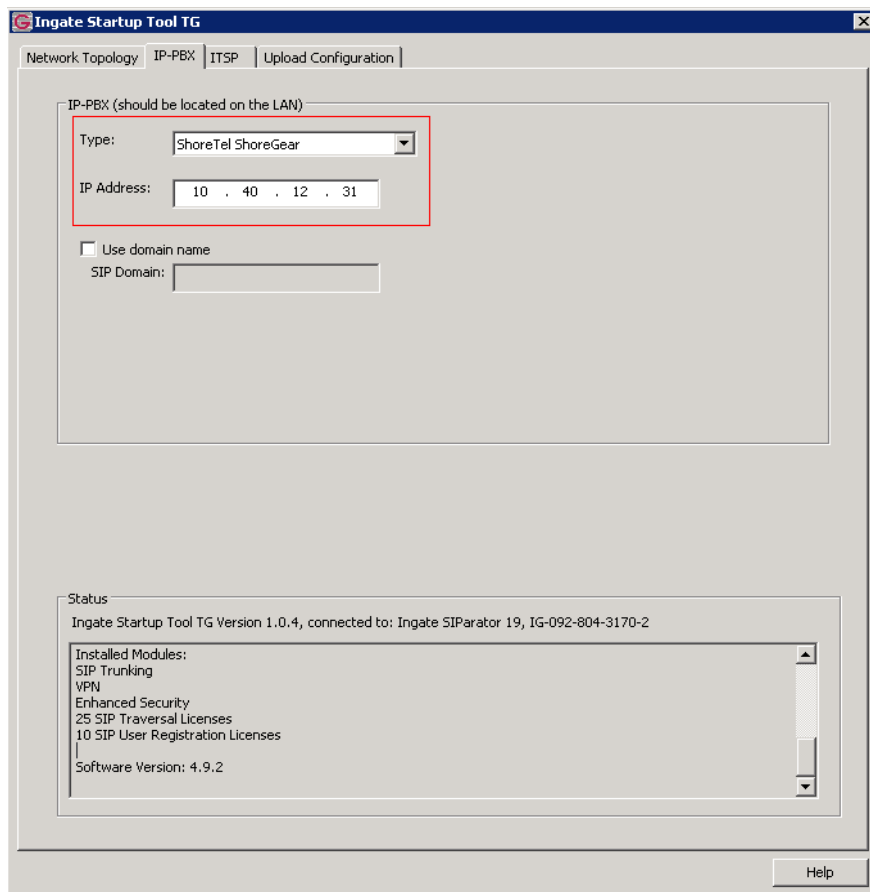 Ingate Startup Tool TG
Network Topology IP-PBX ITSP Upload Configuration
IP-PBX (should be located on the LAN)
Type: ShoreTel ShoreGear
IP Address: 10 . 40 . 12 . 31
Use domain name
SIP Domain:
Status
Ingate Startup Tool TG Version 1.0.4, connected to: Ingate SIParator 19, IG-092-804-3170-2
Installed Modules:
SIP Trunking
VPN
Enhanced Security
25 SIP Traversal Licenses
10 SIP User Registration Licenses
Software Version: 4.9.2
Help